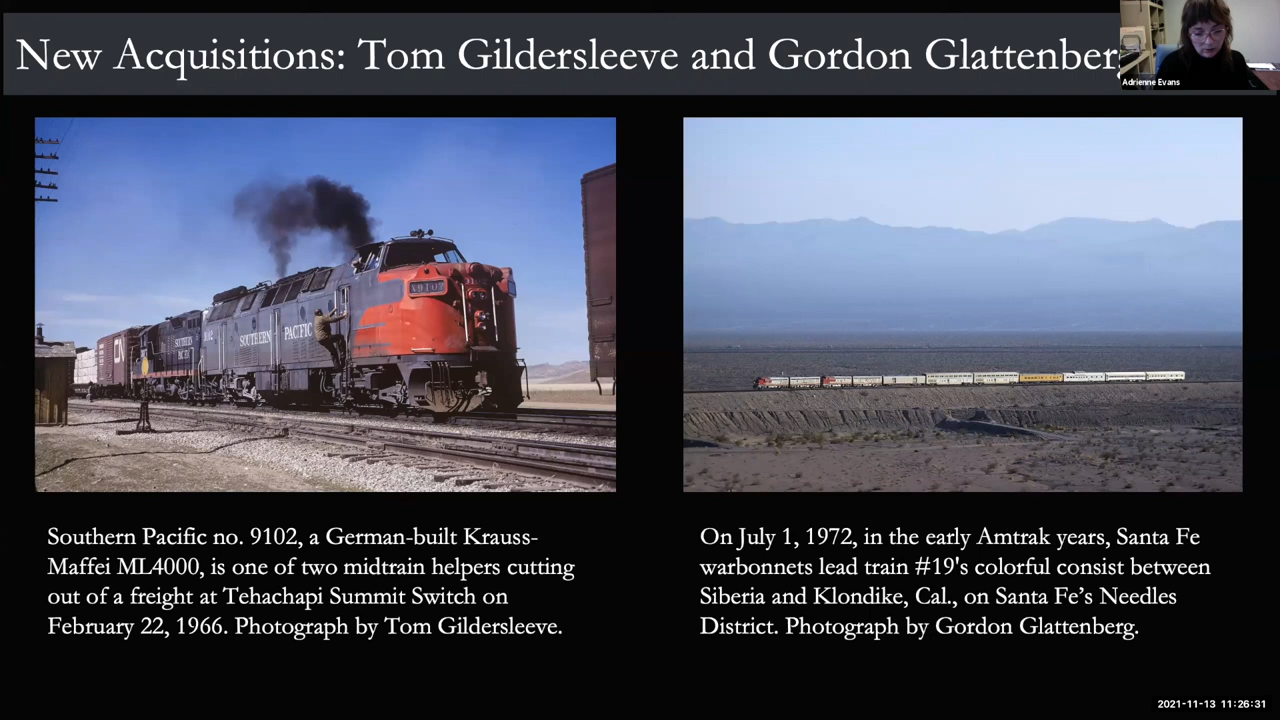 New Acquisitions: Tom Gildersleeve and Gordon Glattenberg
Adrienne Evans
CN
SOUTHERN
PACIFIC
SOUTHERN PACIFIC
Southern Pacific no. 9102, a German-built Krauss-
Maffei ML4000, is one of two midtrain helpers cutting
out of a freight at Tehachapi Summit Switch on
February 22, 1966. Photograph by Tom Gildersleeve.
On July 1, 1972, in the early Amtrak years, Santa Fe
warbonnets lead train #19's colorful consist between
Siberia and Klondike, Cal., on Santa Fe’s Needles
District. Photograph by Gordon Glattenberg.
2021-11-13 11:26:31